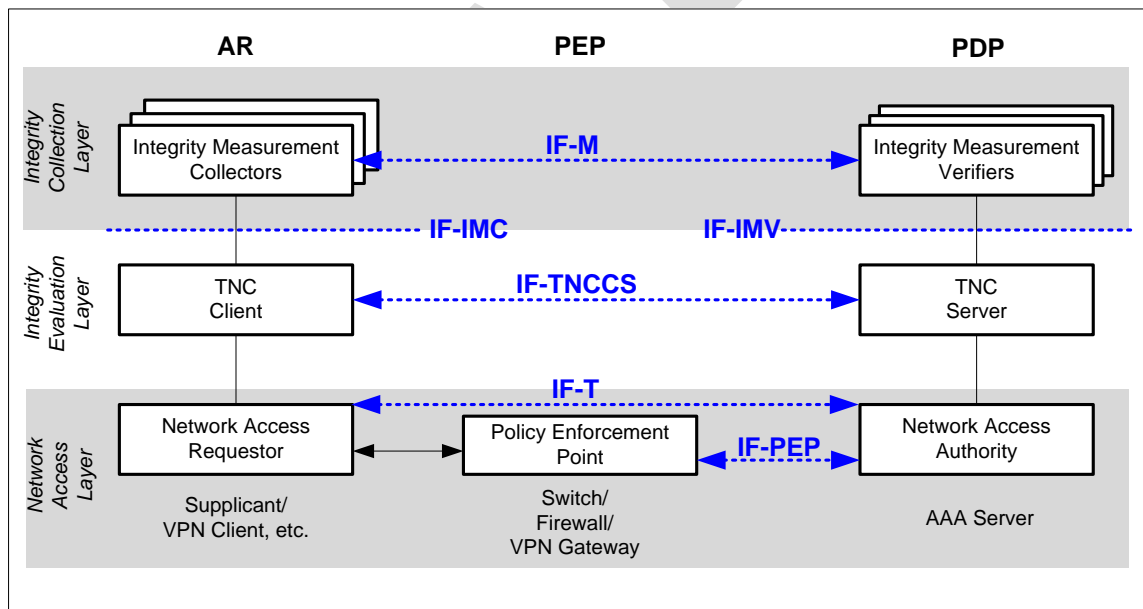 AR
PEP
PDP
Integrity
Collection
Layer
Integrity Measurement
Collectors
IF-M
Integrity Measurement
Verifiers
IF-IMC
IF-IMV
Integrity
Evaluation
Layer
TNC
Client
IF-TNCCS
TNC
Server
Network
Access
Layer
IF-T
Network Access
Requestor
Policy Enforcement
Point
IF-PEP
Network Access
Authority
Supplicant/
VPN Client, etc.
Switch/
Firewall/
VPN Gateway
AAA Server